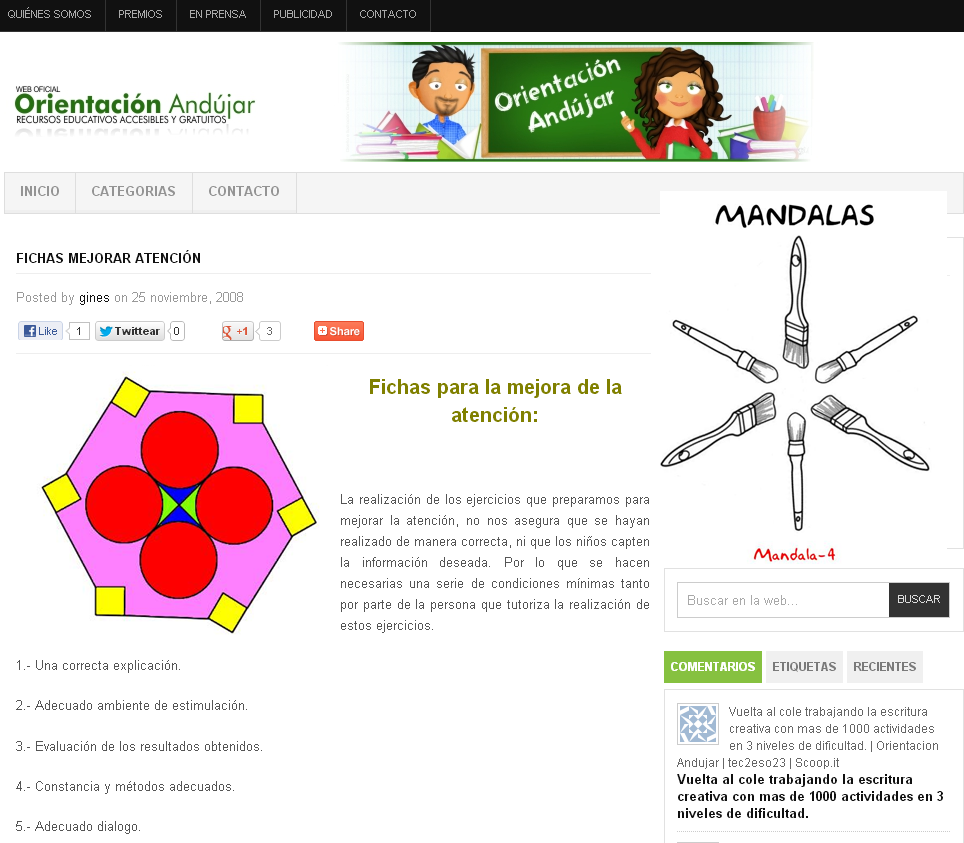 QUIÉNES SOMOS
PREMIOS
EN PRENSA
PUBLICIDAD
CONTACTO
WEB OFICIAL
Orientación Andújar
RECURSOS EDUCATIVOS ACCESIBLES Y GRATUITOS
Orientación
Andújar
INICIO
CATEGORIAS
CONTACTO
MANDALAS
Mandala-4
FICHAS MEJORAR ATENCIÓN
Posted by gines on 25 noviembre, 2008
Like
1
Twittear
0
+1
3
Share
Fichas para la mejora de la
atención:
La realización de los ejercicios que preparamos para
mejorar la atención, no nos asegura que se hayan
realizado de manera correcta, ni que los niños capten
la información deseada. Por lo que se hacen
necesarias una serie de condiciones mínimas tanto
por parte de la persona que tutoriza la realización de
estos ejercicios.
1.- Una correcta explicación.
2.- Adecuado ambiente de estimulación.
3.- Evaluación de los resultados obtenidos.
4.- Constancia y métodos adecuados.
5.- Adecuado dialogo.
Buscar en la web...
BUSCAR
COMENTARIOS
ETIQUETAS
RECIENTES
Vuelta al cole trabajando la escritura
creativa con mas de 1000 actividades
en 3 niveles de dificultad. | Orientacion
Andujar | tec2eso23 | Scoop.it
Vuelta al cole trabajando la escritura
creativa con mas de 1000 actividades en 3
niveles de dificultad.